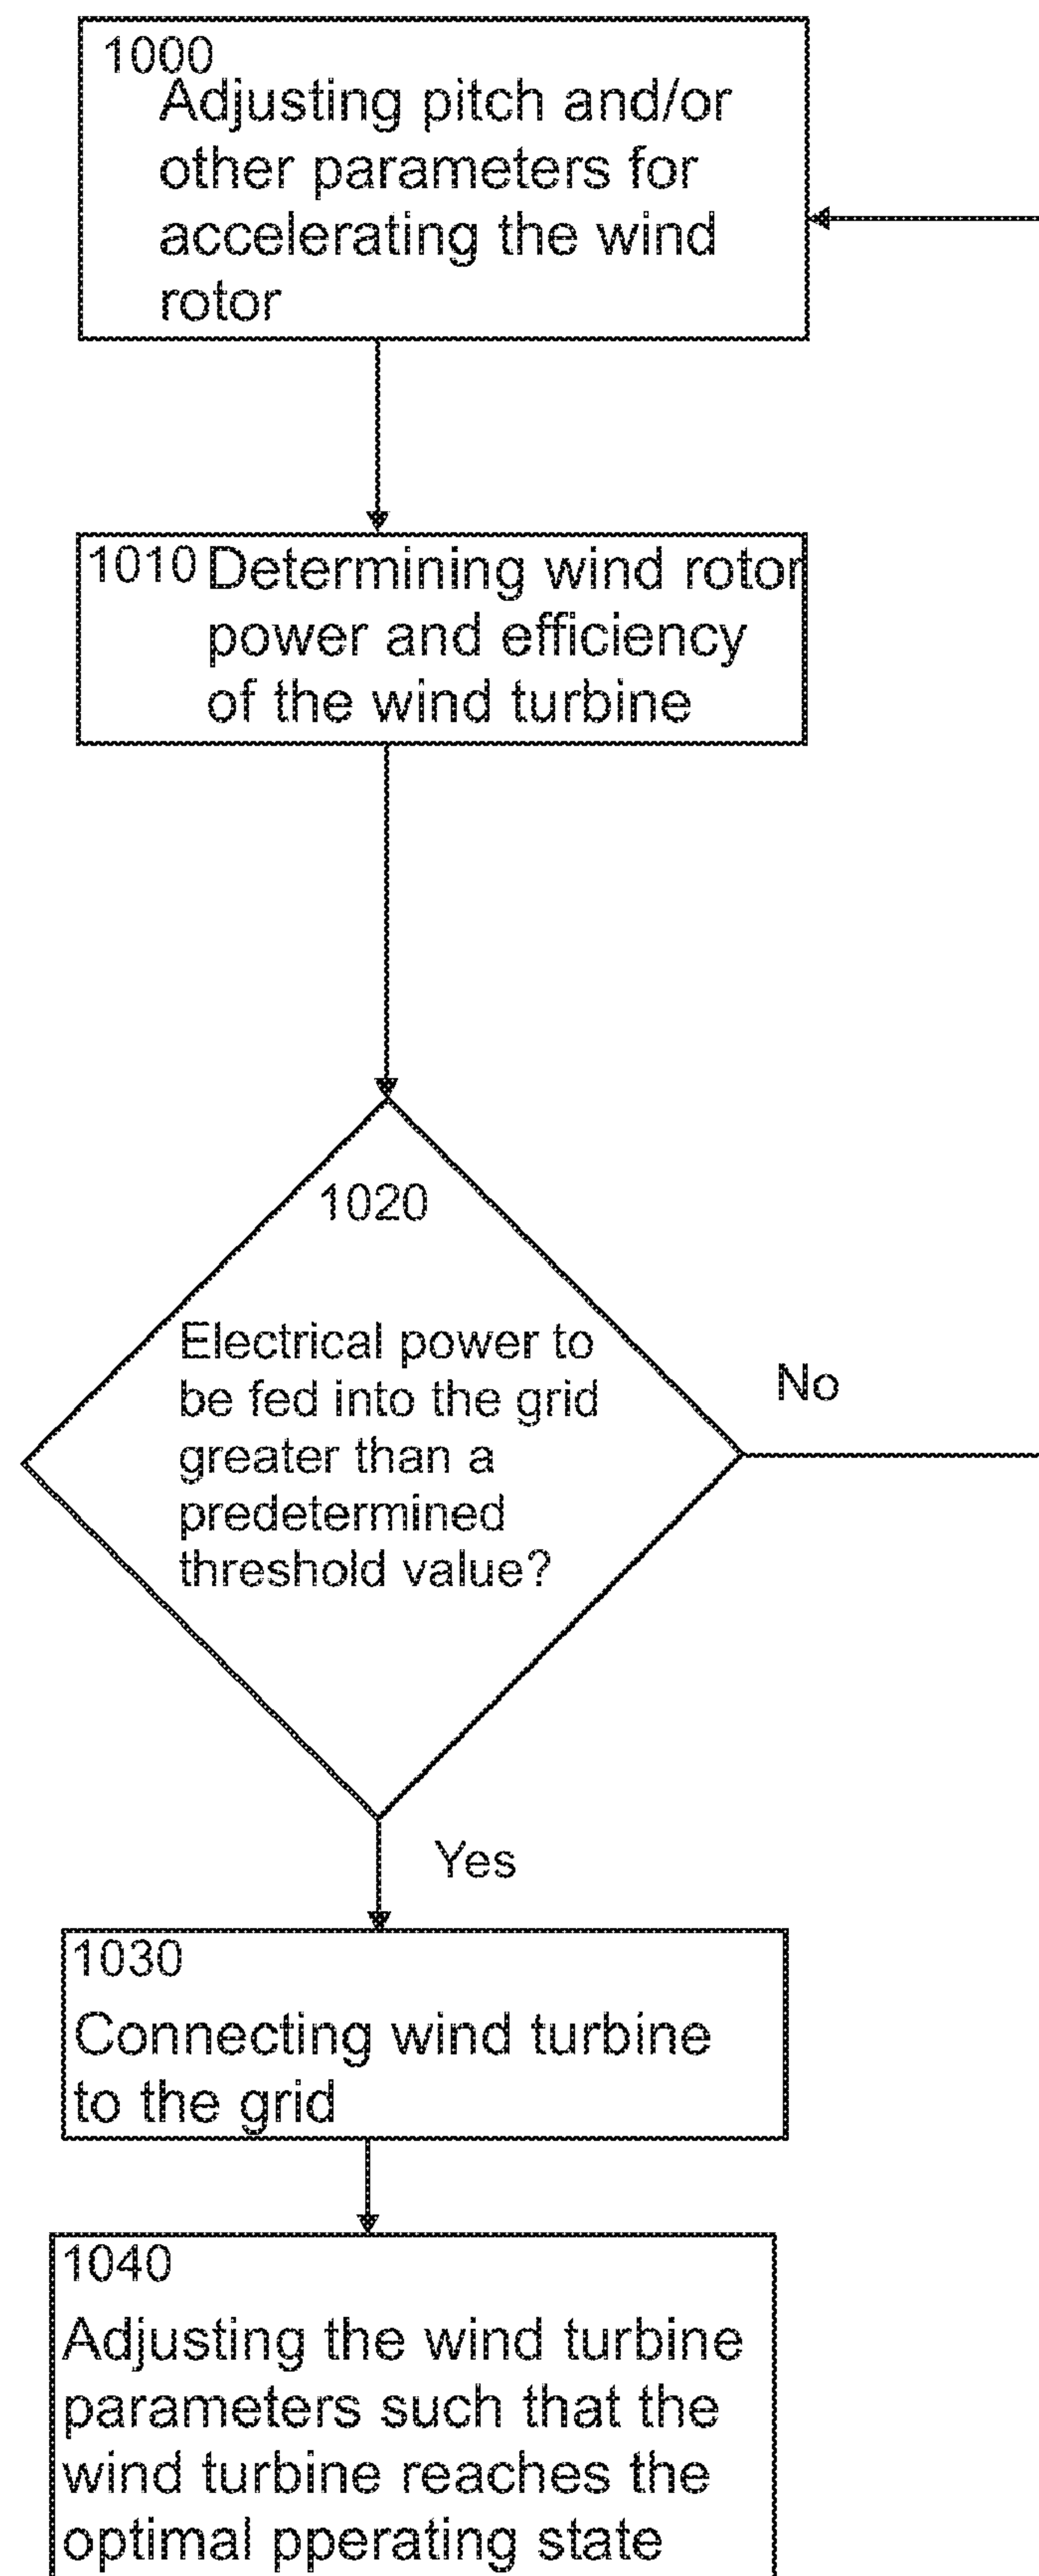 1000
Adjusting pitch and/or
other parameters for
accelerating the wind
rotor
1010 Determining wind rotor
power and efficiency
of the wind turbine
1020
Electrical power to
be fed into the grid
greater than a
predetermined
threshold value?
No
Yes
1030
Connecting wind turbine
to the grid
1040
Adjusting the wind turbine
parameters such that the
wind turbine reaches the
optimal pperating state